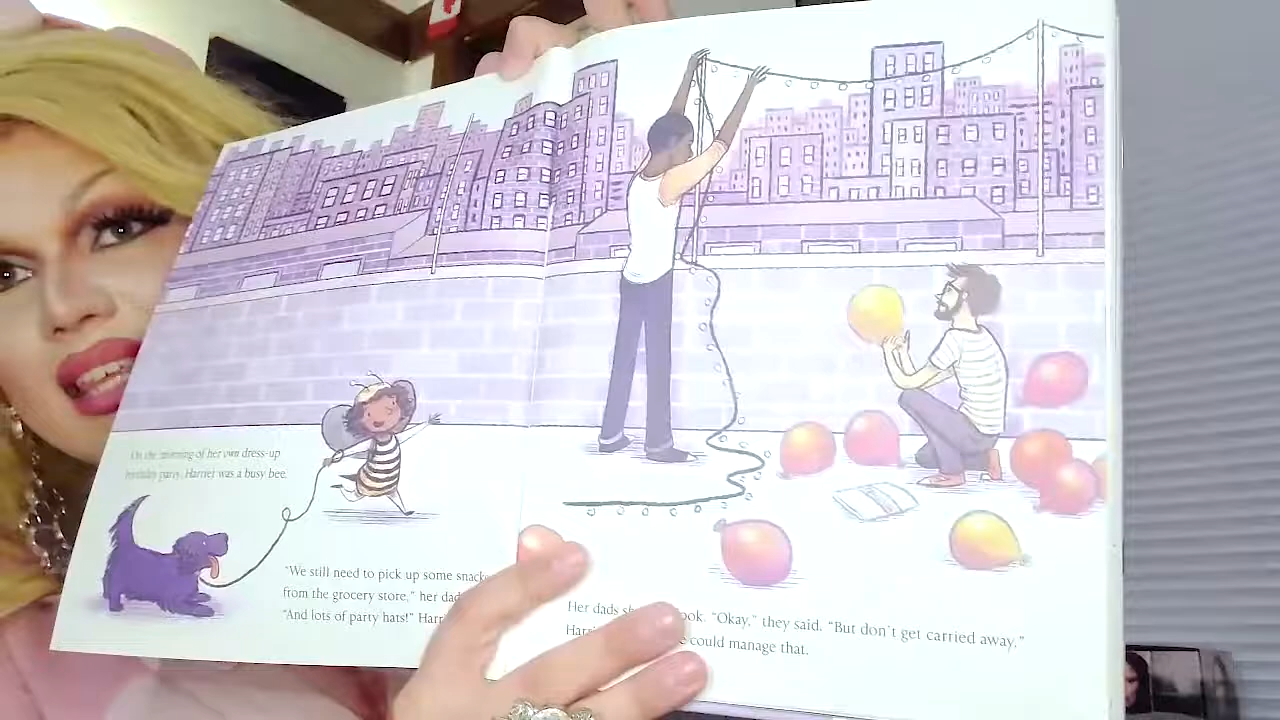 On the morning of her own dress-up
birthday party, Harriet was a busy bee.
"We still need to pick up some snack
from the grocery store," her dad
"And lots of party hats!" Harr
Her dads sh ook. "Okay," they said. "But don't get carried away."
Harri could manage that.